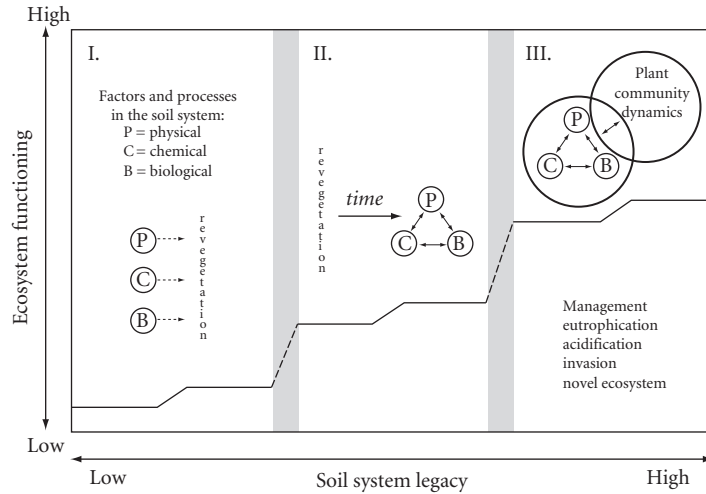 High
Ecosystem functioning
Low
I.
Factors and processes
in the soil system:
P = physical
C = chemical
B = biological
P
C
B
revegetation
II.
revegetation
time
P
C
B
III.
Plant
community
dynamics
P
C
B
Management
eutrophication
acidification
invasion
novel ecosystem
Low
Soil system legacy
High